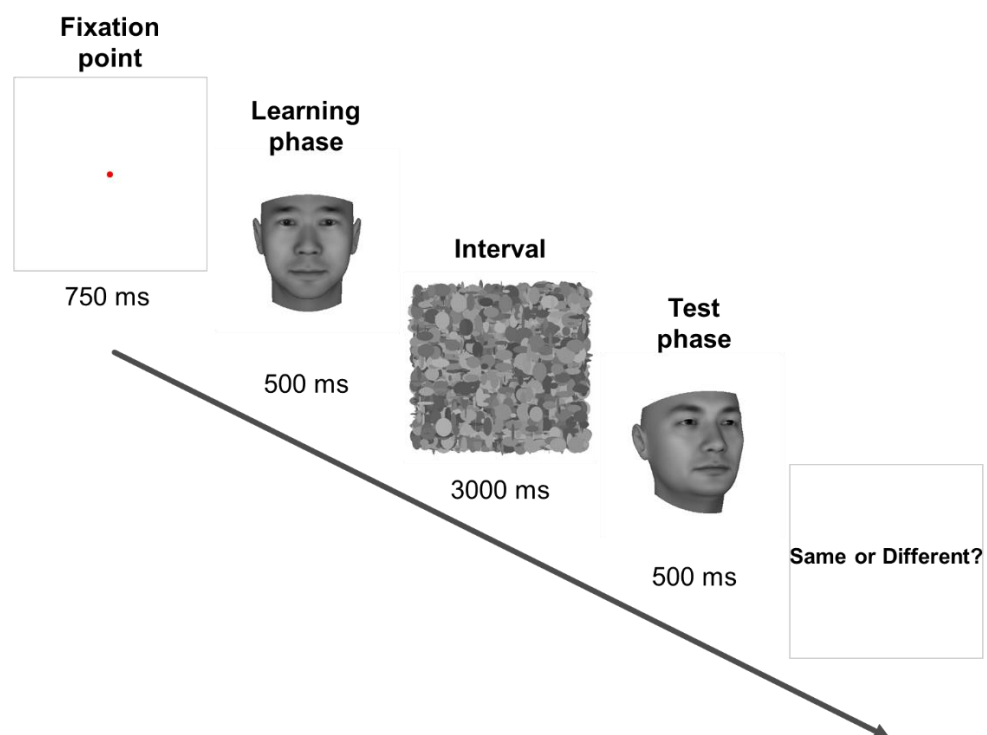 Fixation
point
750 ms
Learning
phase
500 ms
Interval
3000 ms
Test
phase
500 ms
Same or Different?